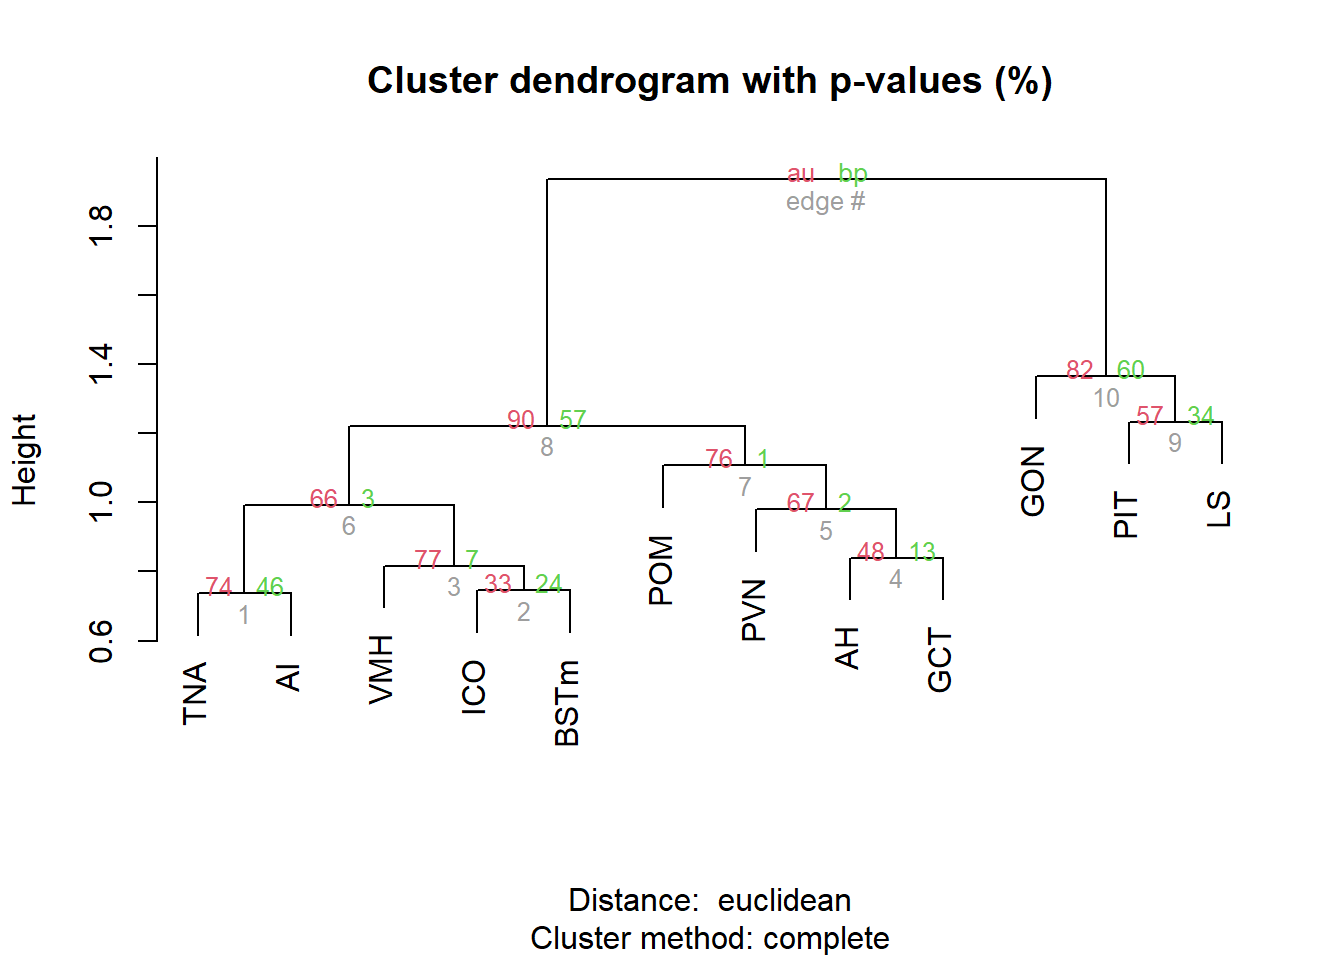 Cluster dendrogram with p-values (%)
au bp
edge #
1.8
1.4
1.0
0.6
Height
82 60
10
57 34
9
90 57
8
76 1
7
66 3
6
67 2
5
77 7
3
48 13
4
74 46
1
33 24
2
GON
PIT
LS
POM
PVN
AH
GCT
TNA
AI
VMH
ICO
BSTm
Distance: euclidean
Cluster method: complete